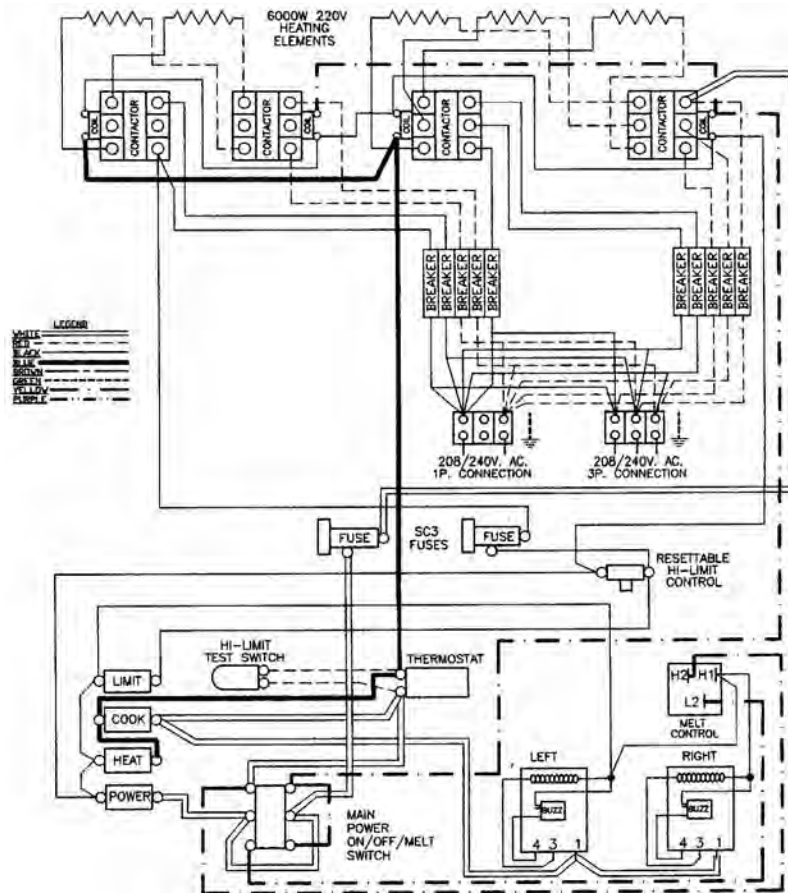 6000W 220V
HEATING
ELEMENTS
COIL
CONTACTOR
CONTACTOR
COIL
COIL
CONTACTOR
CONTACTOR
COIL
BREAKER
BREAKER
BREAKER
BREAKER
BREAKER
BREAKER
BREAKER
BREAKER
BREAKER
BREAKER
LEGEND
WHITE
RED
BLACK
BLUE
BROWN
GREEN
YELLOW
PURPLE
208/240V. AC.
1P. CONNECTION
208/240V. AC.
3P. CONNECTION
FUSE
SC3
FUSES
FUSE
RESETTABLE
HI-LIMIT
CONTROL
HI-LIMIT
TEST SWITCH
THERMOSTAT
LIMIT
COOK
HEAT
POWER
H2
H1
L2
MELT
CONTROL
LEFT
RIGHT
BUZZ
BUZZ
4 3 1
4 3 1
MAIN
POWER
ON/OFF/MELT
SWITCH